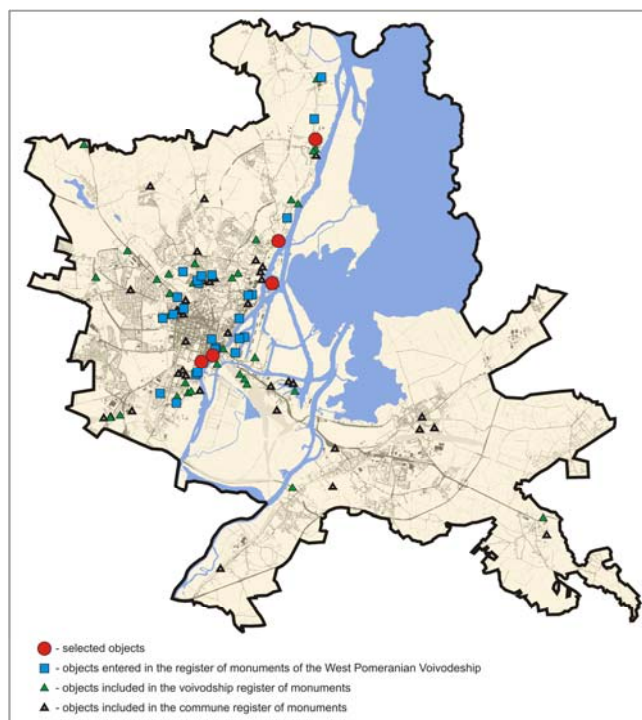 - selected objects
- objects entered in the register of monuments of the West Pomeranian Voivodeship
- objects included in the voivodship register of monuments
- objects included in the commune register of monuments